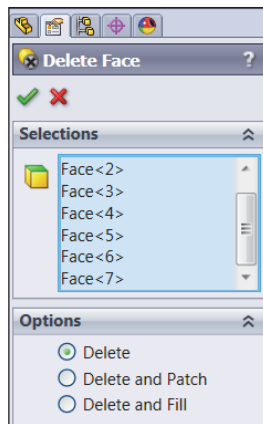 Delete Face ?
Selections
Face<2>
Face<3>
Face<4>
Face<5>
Face<6>
Face<7>
Options
Delete
Delete and Patch
Delete and Fill